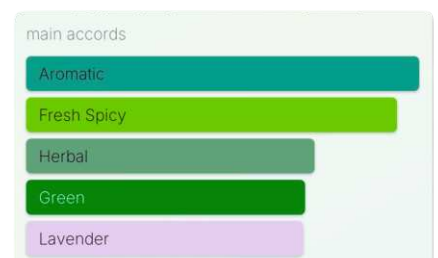 main accords
Aromatic
Fresh Spicy
Herbal
Green
Lavender